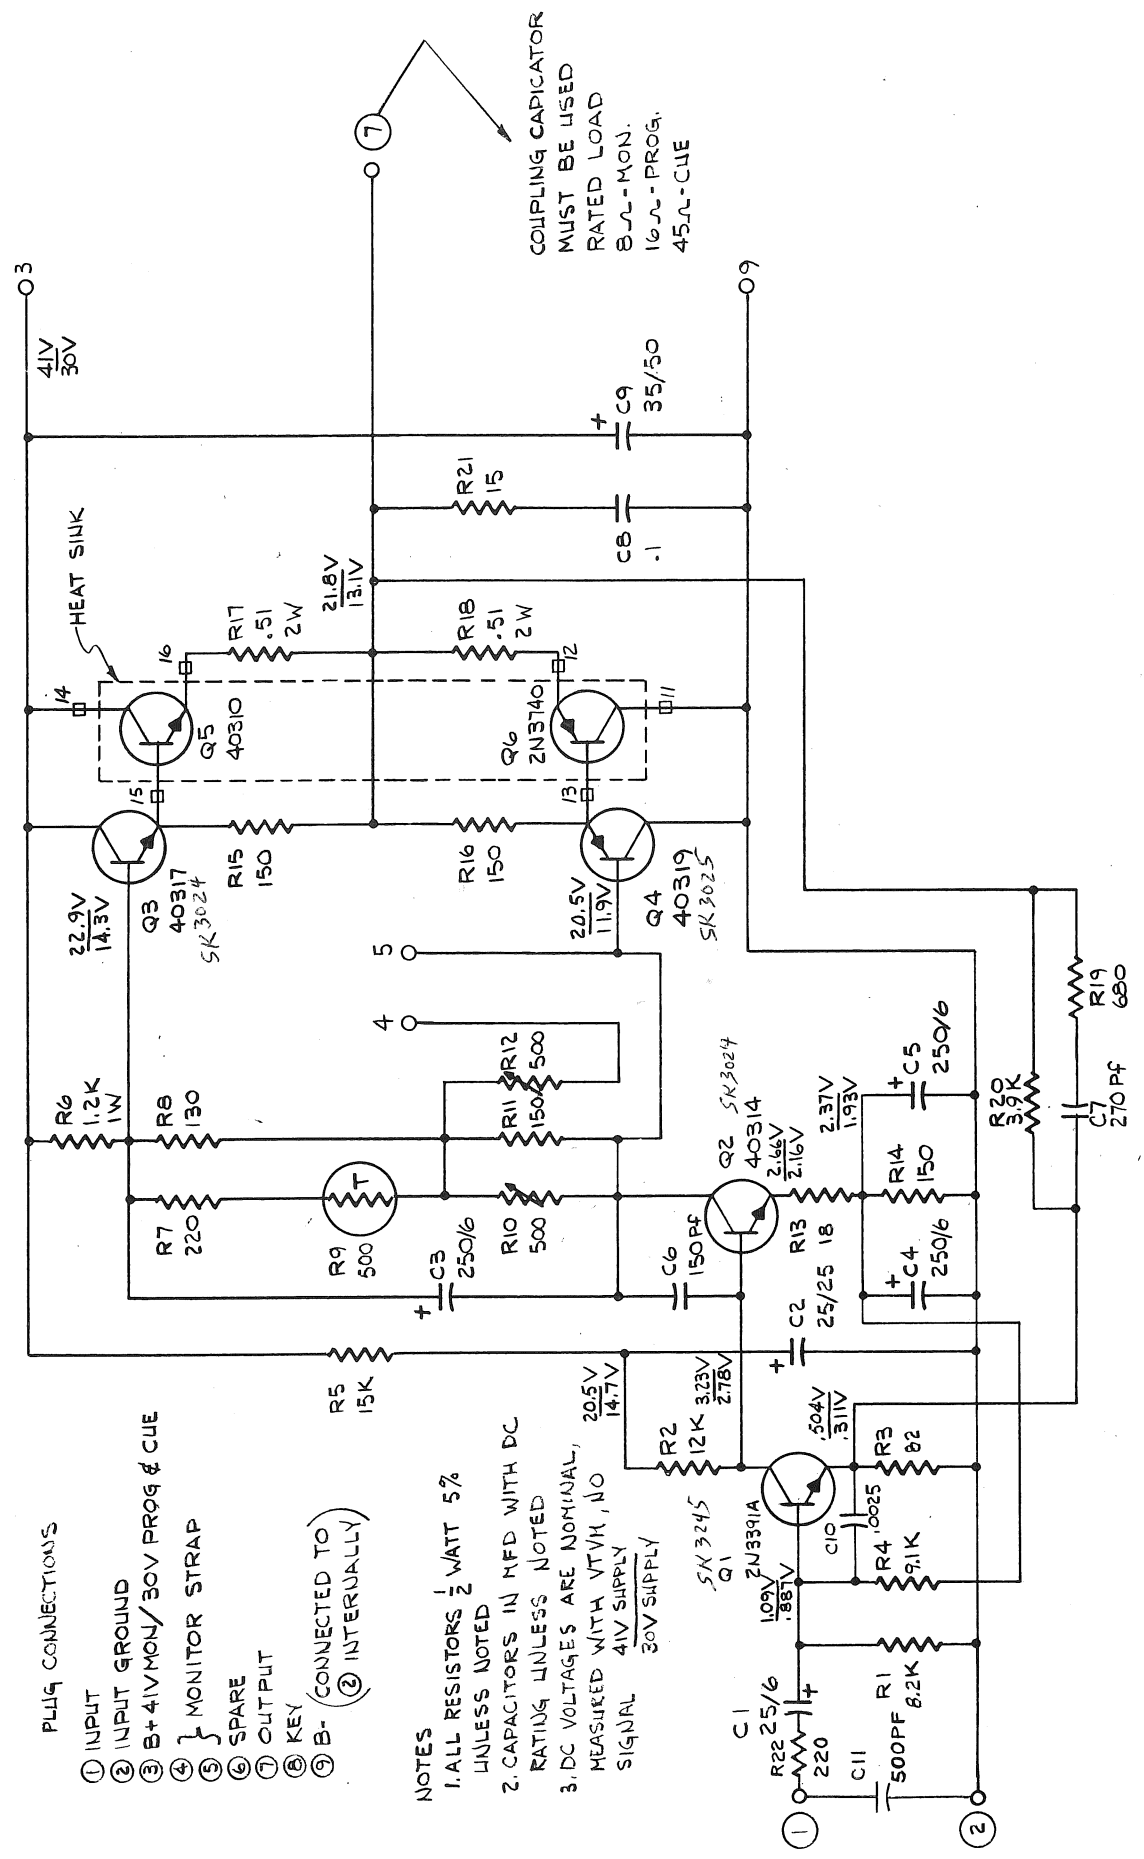 PLUG CONNECTIONS
① INPUT
② INPUT GROUND
③ B+ 41V MON/30V PROG & CUE
④ } MONITOR STRAP
⑤
⑥ SPARE
⑦ OUTPUT
⑧ KEY
⑨ B- (CONNECTED TO
② INTERNALLY)
NOTES
1. ALL RESISTORS 1/2 WATT 5%
UNLESS NOTED
2. CAPACITORS IN MFD WITH DC
RATING UNLESS NOTED
3. DC VOLTAGES ARE NOMINAL,
MEASURED WITH VTVM, NO
SIGNAL 41V SUPPLY
30V SUPPLY
3
41V
30V
HEAT SINK
14
15
16
Q5
40310
R17
.51
2W
21.8V
13.1V
7
COUPLING CAPICATOR
MUST BE USED
RATED LOAD
8Ω-MON.
16Ω-PROG.
45Ω-CUE
22.9V
14.3V
Q3
40317
SK3024
R15
150
R16
150
R18
.51
2W
R21
15
C8
.1
C9
+
35/50
9
12
13
11
Q6
2N3740
20.5V
11.9V
Q4
40319
SK3025
5
4
R6
1.2K
1W
R8
130
R7
220
T
R9
500
R12
500
R11
150
R10
500
C3
250/6
+
C6
150Pf
R5
15K
20.5V
14.7V
R2
12K
3.23V
2.78V
Q2
40314
SK3024
2.66V
2.16V
R13
18
2.37V
1.93V
R14
150
C5
250/6
+
C4
250/6
+
C2
25/25
+
SK3245
Q1
2N3391A
.504V
.311V
R3
82
C10
.0025
R4
9.1K
1.09V
.887V
C1
25/6
+
R22
220
R1
8.2K
C11
500PF
1
2
R20
3.9K
R19
680
C7
270Pf